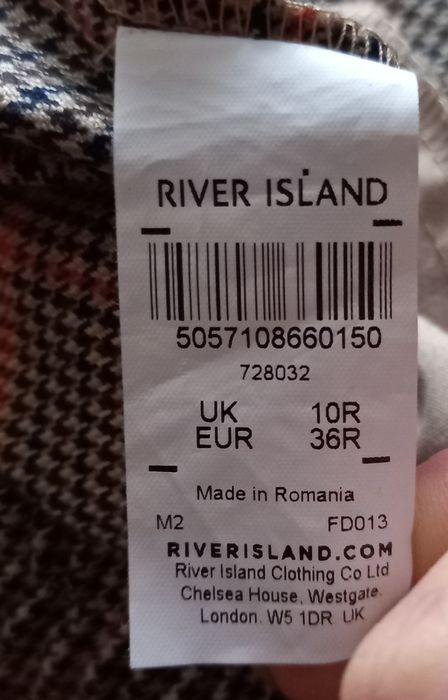 RIVER ISLAND
5057108660150
728032
UK 10R
EUR 36R
Made in Romania
M2 FD013
RIVERISLAND.COM
River Island Clothing Co Ltd
Chelsea House, Westgate.
London. W5 1DR UK